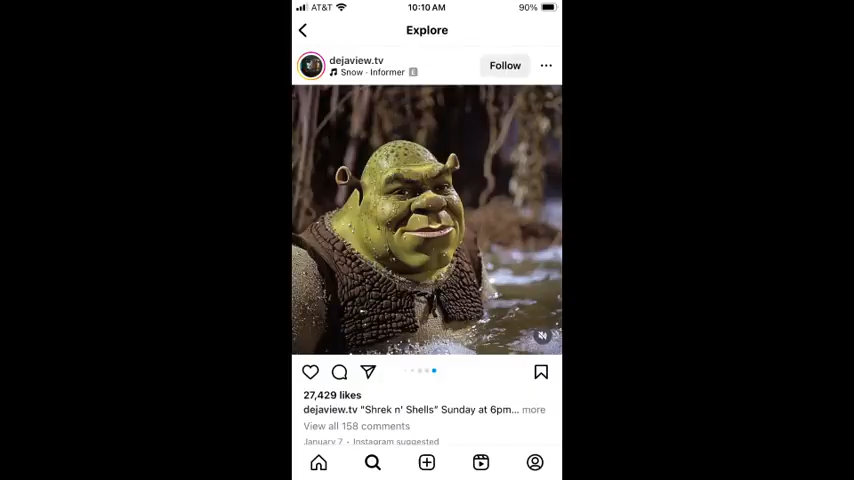 AT&T
10:10 AM
90%
Explore
dejaview.tv
Snow · Informer E
Follow
27,429 likes
dejaview.tv "Shrek n' Shells" Sunday at 6pm... more
View all 158 comments
January 7 · Instagram suggested